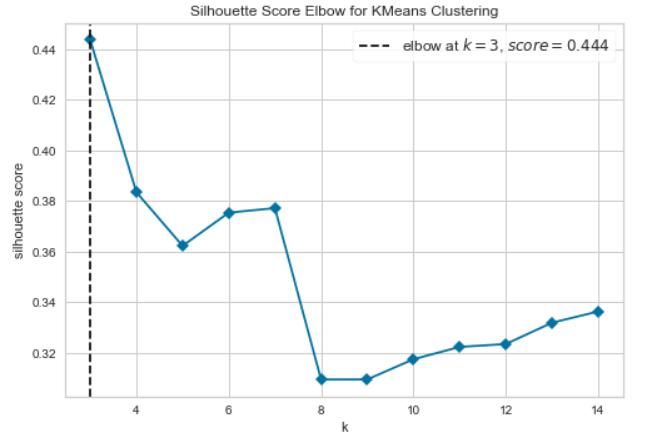 Silhouette Score Elbow for KMeans Clustering
elbow at k = 3, score = 0.444
silhouette score
0.44
0.42
0.40
0.38
0.36
0.34
0.32
4 6 8 10 12 14
k